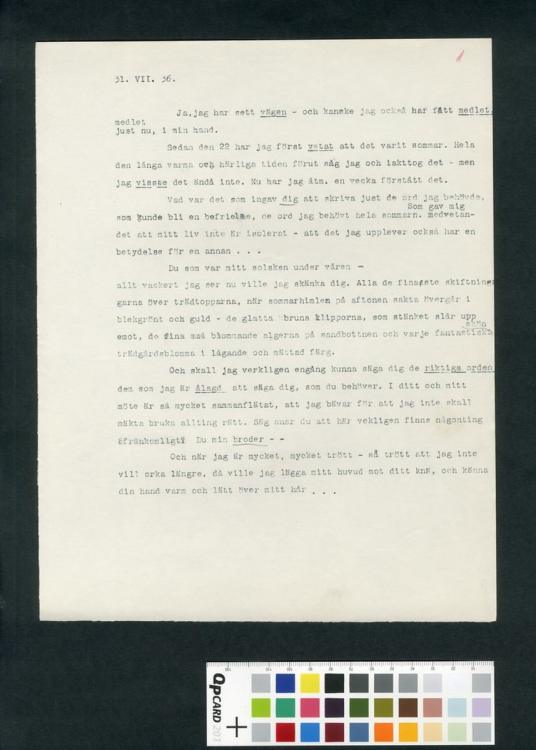 31. VII. 36.
Ja, jag har sett vägen - och kanske jag också har fått medlet,
medlet
just nu, i min hand.
Sedan den 22 har jag först vetat att det varit sommar. Hela
den långa varma och härliga tiden förut såg jag och iakttog det - men
jag visste det ändå inte. Nu har jag åtm. en vecka förstått det.
Vad var det som ingav dig att skriva just de ord jag behövde,
Som gav mig
som kunde bli en befrielse, de ord jag behövt hela sommarn. medvetan-
det att mitt liv inte är isolerat - att det jag upplever också har en
betydelse för en annan . . .
Du som var mitt solsken under våren -
allt vackert jag ser nu ville jag skänka dig. Alla de finaste skiftnin-
garna över trädtopparna, när sommarhimlen på aftonen sakta övergår i
blekgrönt och guld - de glatta bruna klipporna, som stänket slår upp
skön
emot, de fina små blommande algerna på sandbottnen och varje fantastiska
trädgårdsblomma i lågande och mättad färg.
Och skall jag verkligen engång kunna säga dig de riktiga orden
dem som jag är ålagd att säga dig, som du behöver. I ditt och mitt
möte är så mycket sammanflätat, att jag bävar för att jag inte skall
mäkta bruka allting rätt. Säg anar du att här vekligen finns någonting
ofrånkomligt? Du min broder - -
Och när jag är mycket, mycket trött - så trött att jag inte
vill orka längre, då ville jag lägga mitt huvud mot ditt knä, och känna
din hand varm och lätt över mitt hår . . .
QPCARD 201